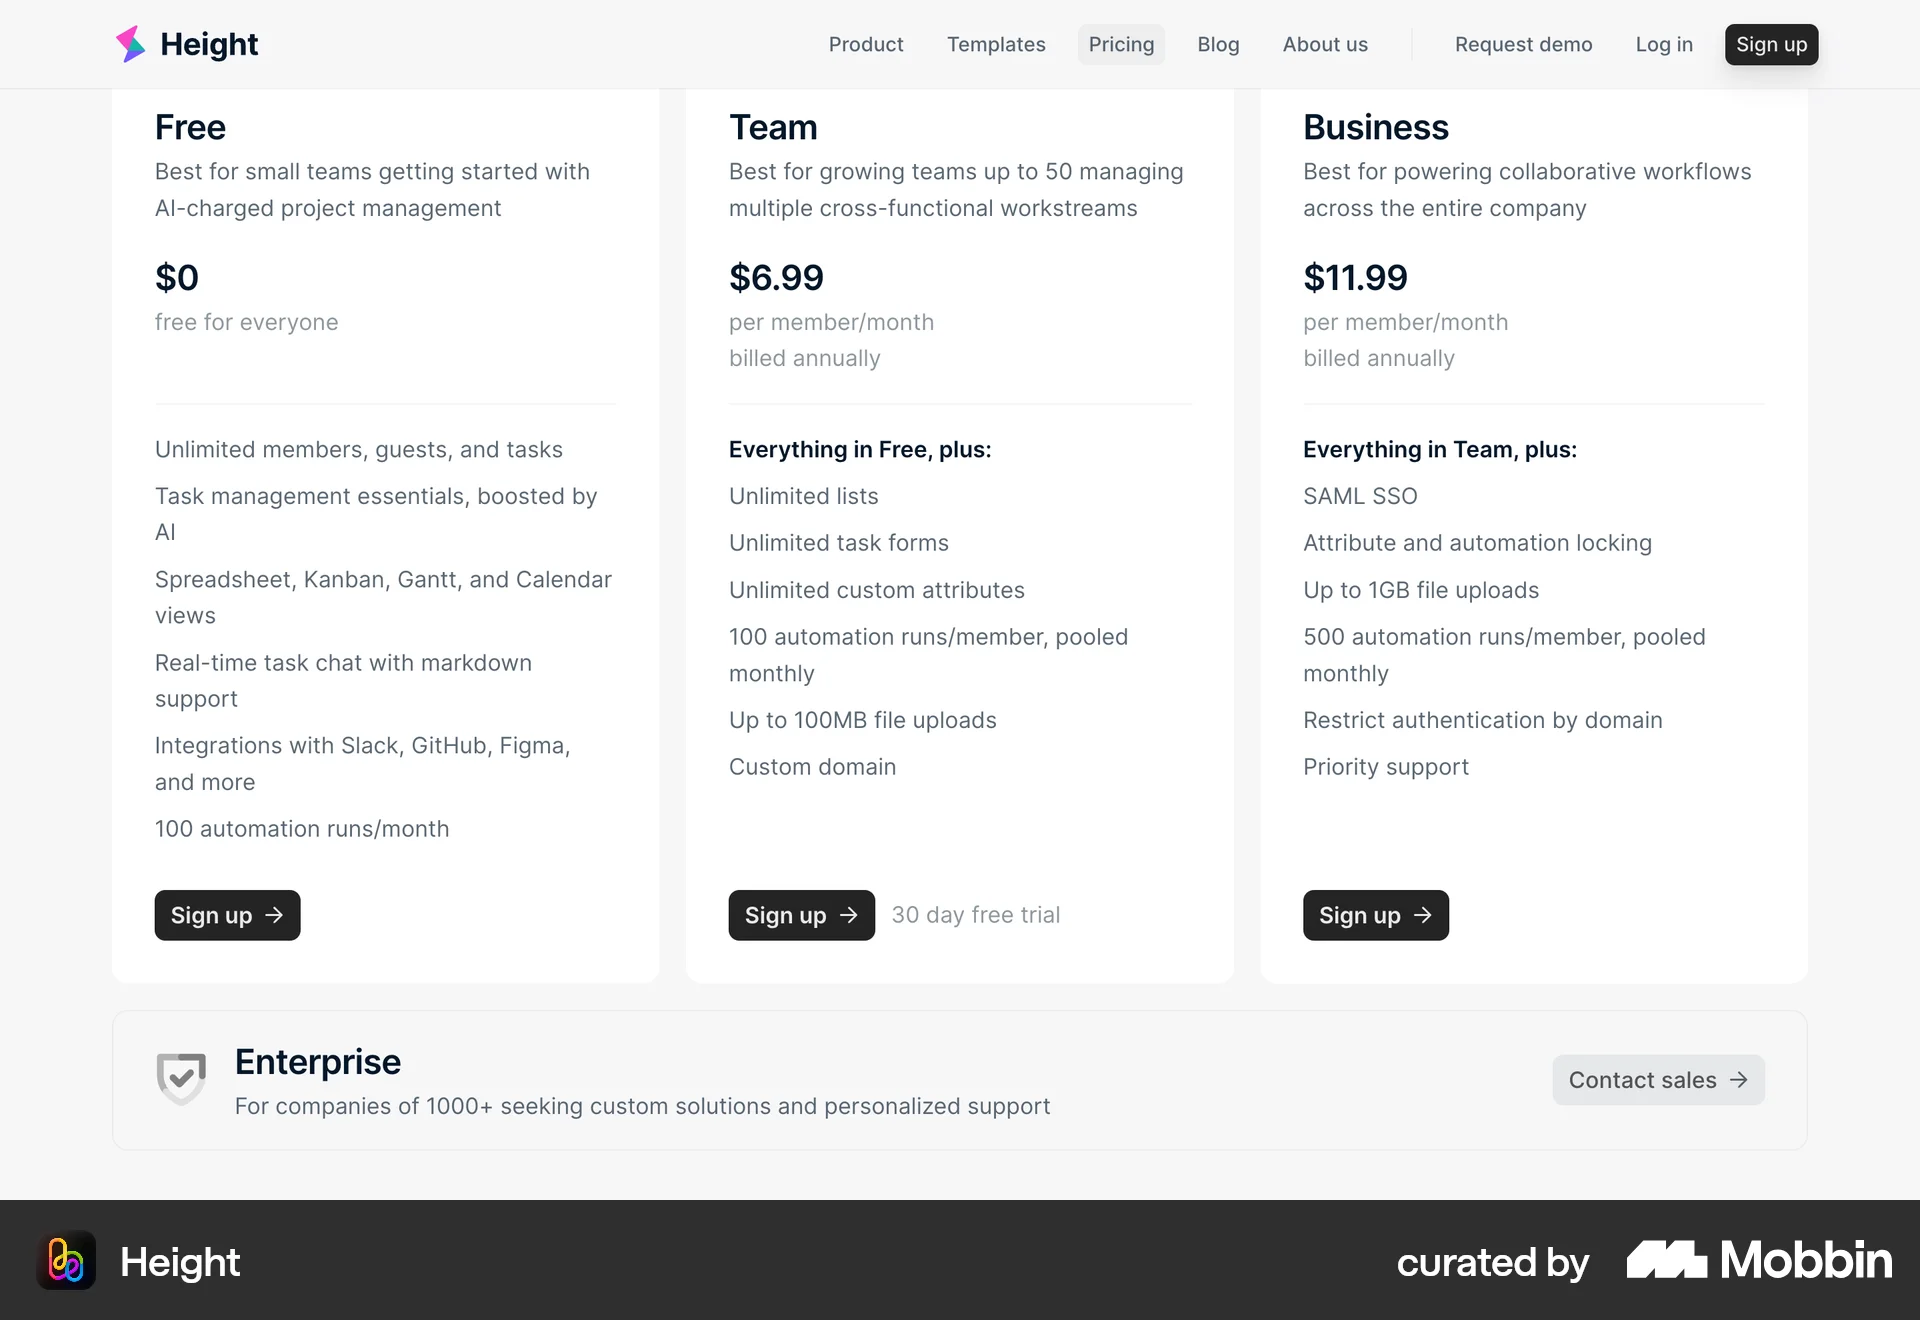 Height
Product
Templates
Pricing
Blog
About us
Request demo
Log in
Sign up
Free
Best for small teams getting started with
AI-charged project management
$0
free for everyone
Unlimited members, guests, and tasks
Task management essentials, boosted by
AI
Spreadsheet, Kanban, Gantt, and Calendar
views
Real-time task chat with markdown
support
Integrations with Slack, GitHub, Figma,
and more
100 automation runs/month
Sign up →
Team
Best for growing teams up to 50 managing
multiple cross-functional workstreams
$6.99
per member/month
billed annually
Everything in Free, plus:
Unlimited lists
Unlimited task forms
Unlimited custom attributes
100 automation runs/member, pooled
monthly
Up to 100MB file uploads
Custom domain
Sign up →
30 day free trial
Business
Best for powering collaborative workflows
across the entire company
$11.99
per member/month
billed annually
Everything in Team, plus:
SAML SSO
Attribute and automation locking
Up to 1GB file uploads
500 automation runs/member, pooled
monthly
Restrict authentication by domain
Priority support
Sign up →
Enterprise
For companies of 1000+ seeking custom solutions and personalized support
Contact sales →
Height
curated by
Mobbin